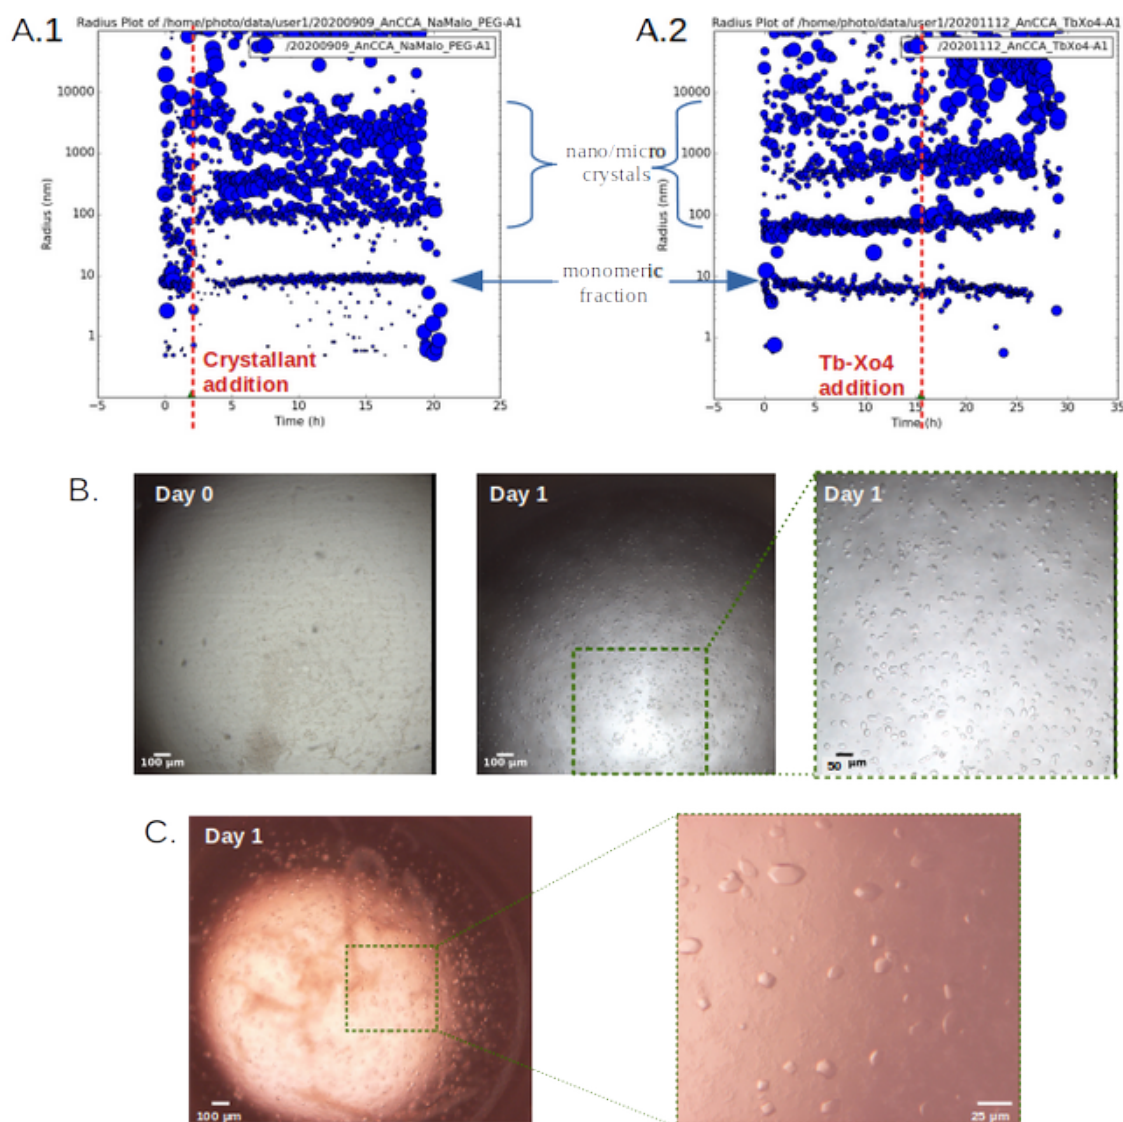 A.1
Radius Plot of /home/photo/data/user1/20200909_AnCCA_NaMalo_PEG-A1
/20200909_AnCCA_NaMalo_PEG-A1
10000
1000
100
10
1
Radius (nm)
Crystallant
addition
−5 0 5 10 15 20 25
Time (h)
nano/micro
crystals
monomeric
fraction
A.2
Radius Plot of /home/photo/data/user1/20201112_AnCCA_TbXo4-A1
/20201112_AnCCA_TbXo4-A1
10000
1000
100
10
1
Radius (nm)
Tb-Xo4
addition
−5 0 5 10 15 20 25 30 35
Time (h)
B.
Day 0
100 µm
Day 1
100 µm
Day 1
50 µm
C.
Day 1
100 µm
25 µm